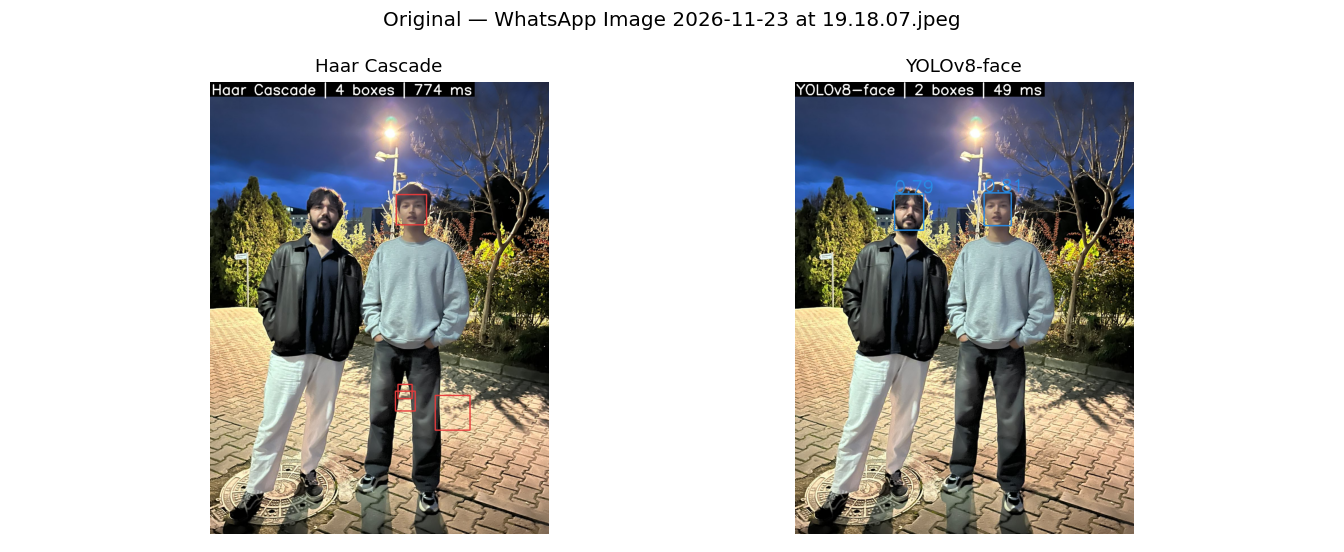 Original — WhatsApp Image 2026-11-23 at 19.18.07.jpeg
Haar Cascade
YOLOv8-face
Haar Cascade | 4 boxes | 774 ms
YOLOv8-face | 2 boxes | 49 ms